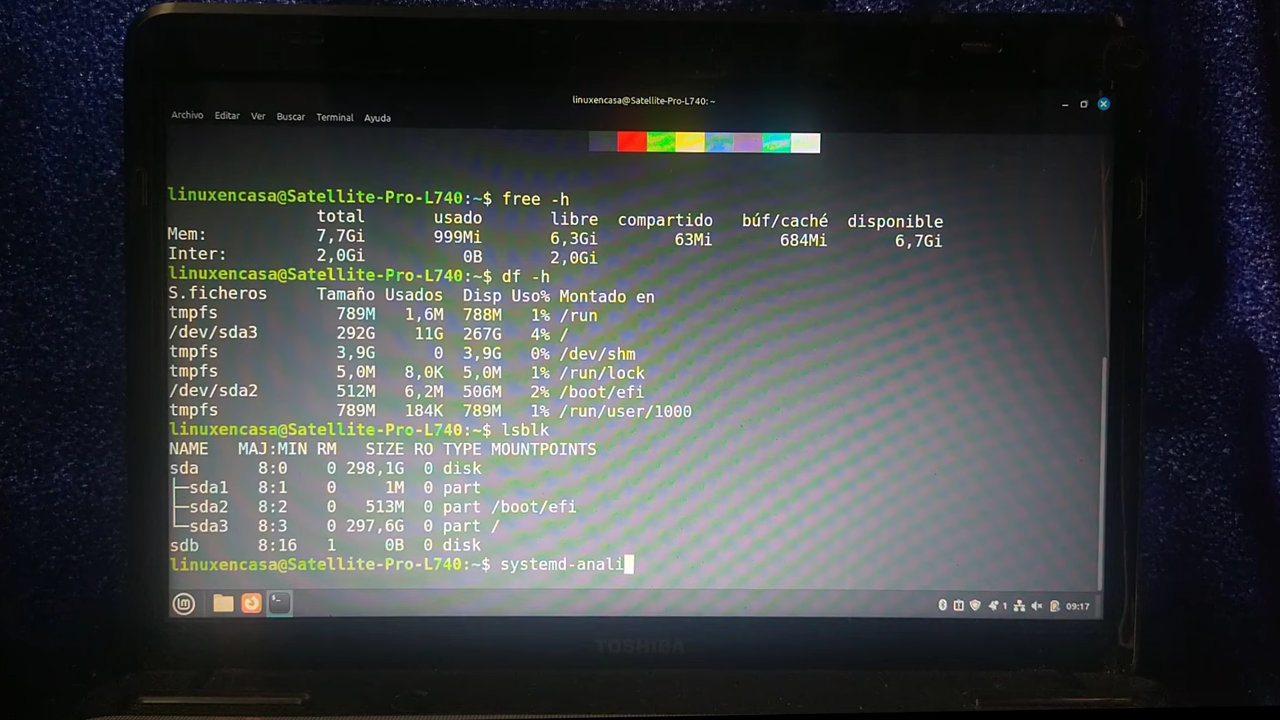 linuxencasa@Satellite-Pro-L740: ~
Archivo Editar Ver Buscar Terminal Ayuda
linuxencasa@Satellite-Pro-L740:~$ free -h
total usado libre compartido búf/caché disponible
Mem: 7,7Gi 999Mi 6,3Gi 63Mi 684Mi 6,7Gi
Inter: 2,0Gi 0B 2,0Gi
linuxencasa@Satellite-Pro-L740:~$ df -h
S.ficheros Tamaño Usados Disp Uso% Montado en
tmpfs 789M 1,6M 788M 1% /run
/dev/sda3 292G 11G 267G 4% /
tmpfs 3,9G 0 3,9G 0% /dev/shm
tmpfs 5,0M 8,0K 5,0M 1% /run/lock
/dev/sda2 512M 6,2M 506M 2% /boot/efi
tmpfs 789M 184K 789M 1% /run/user/1000
linuxencasa@Satellite-Pro-L740:~$ lsblk
NAME MAJ:MIN RM SIZE RO TYPE MOUNTPOINTS
sda 8:0 0 298,1G 0 disk
├─sda1 8:1 0 1M 0 part
├─sda2 8:2 0 513M 0 part /boot/efi
└─sda3 8:3 0 297,6G 0 part /
sdb 8:16 1 0B 0 disk
linuxencasa@Satellite-Pro-L740:~$ systemd-anali
1
09:17
TOSHIBA